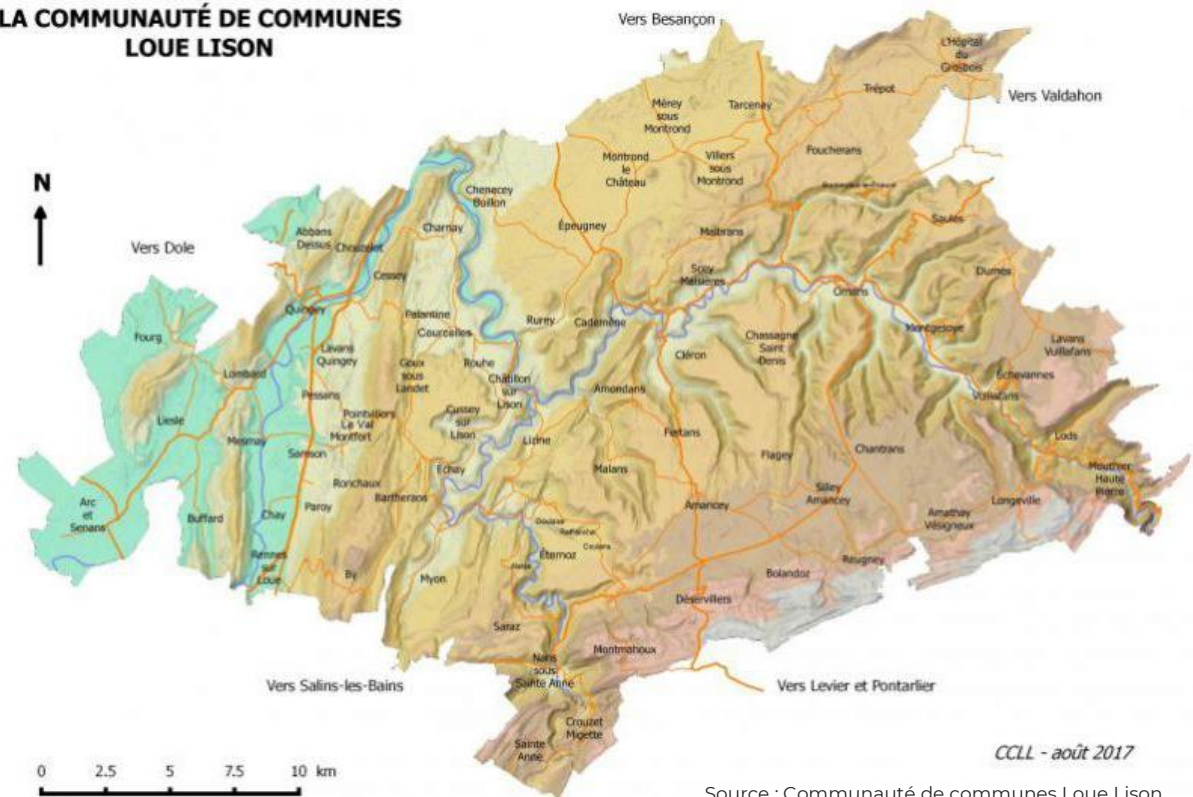 LA COMMUNAUTÉ DE COMMUNES
LOUE LISON
Vers Besançon
L'Hôpital
du
Grosbois
Trépot
Vers Valdahon
Mérey
sous
Montrond
Tarcenay
Foucherans
Montrond
le
Château
Villers
sous
Montrond
N
Chenecey
Buillon
Charnay
Épeugney
Malbrans
Saules
Abbans
Dessus
Chouzelot
Vers Dole
Cessey
Scey
Maisières
Durnes
Ornans
Quingey
Palantine
Courcelles
Rurey
Cademène
Montgesoye
Fourg
Lavans
Quingey
Goux
sous
Landet
Rouhe
Châtillon
sur
Lison
Cléron
Chassagne
Saint
Denis
Lavans
Vuillafans
Échevannes
Vuillafans
Lombard
Pessans
Amondans
Liesle
Pointvillers
Le Val
Montfort
Cussey
sur
Lison
Lizine
Fertans
Lods
Mesmay
Samson
Flagey
Chantrans
Mouthier
Haute
Pierre
Ronchaux
Échay
Malans
Bartherans
Silley
Amancey
Longeville
Arc
et
Senans
Buffard
Chay
Paroy
Amancey
Amathay
Vésigneux
Doulaize
Refranche
Coulans
Éternoz
Alaise
Rennes
sur
Loue
By
Myon
Bolandoz
Reugney
Déservillers
Saraz
Montmahoux
Nans
sous
Sainte Anne
Vers Salins-les-Bains
Vers Levier et Pontarlier
Crouzet
Migette
Sainte
Anne
CCLL - août 2017
0 2.5 5 7.5 10 km
Source : Communauté de communes Loue Lison